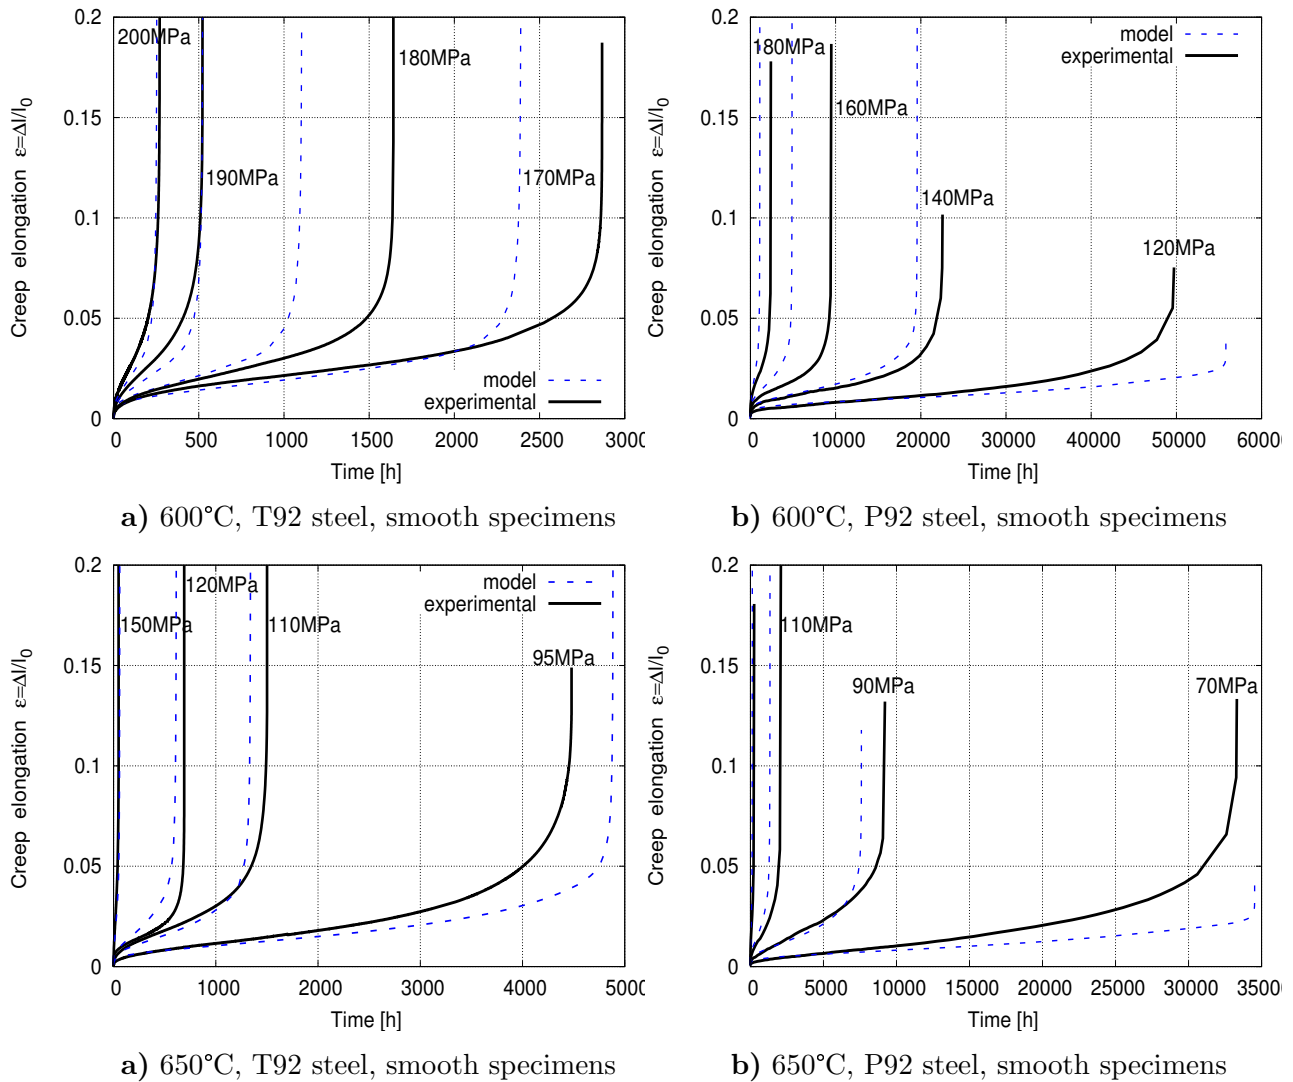 0.2
0.15
0.1
0.05
0
Creep elongation ε=Δl/l0
200MPa
180MPa
190MPa
170MPa
model
experimental
0 500 1000 1500 2000 2500 3000
Time [h]
a) 600°C, T92 steel, smooth specimens
0.2
0.15
0.1
0.05
0
Creep elongation ε=Δl/l0
model
experimental
180MPa
160MPa
140MPa
120MPa
0 10000 20000 30000 40000 50000 6000
Time [h]
b) 600°C, P92 steel, smooth specimens
0.2
0.15
0.1
0.05
0
Creep elongation ε=Δl/l0
model
experimental
120MPa
150MPa
110MPa
95MPa
0 1000 2000 3000 4000 5000
Time [h]
a) 650°C, T92 steel, smooth specimens
0.2
0.15
0.1
0.05
0
Creep elongation ε=Δl/l0
110MPa
90MPa
70MPa
0 5000 10000 15000 20000 25000 30000 3500
Time [h]
b) 650°C, P92 steel, smooth specimens